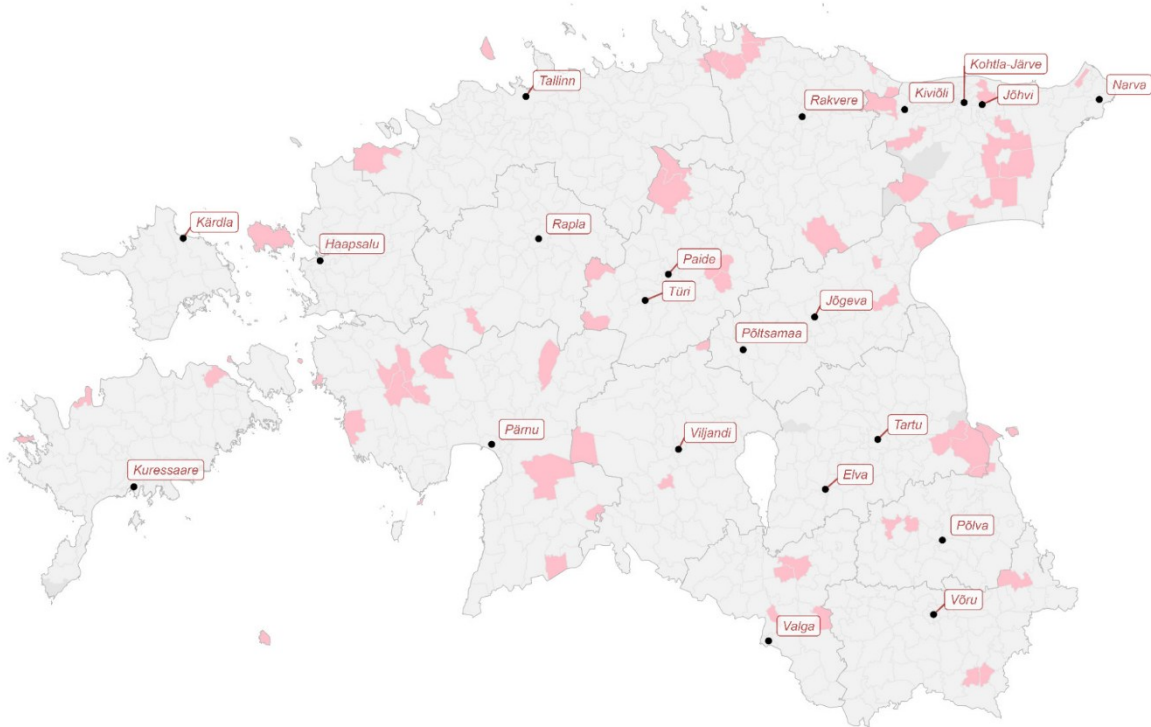 Kohtla-Järve
Tallinn
Kiviõli
Jõhvi
Narva
Rakvere
Kärdla
Rapla
Haapsalu
Paide
Türi
Jõgeva
Põltsamaa
Pärnu
Viljandi
Tartu
Kuressaare
Elva
Põlva
Võru
Valga